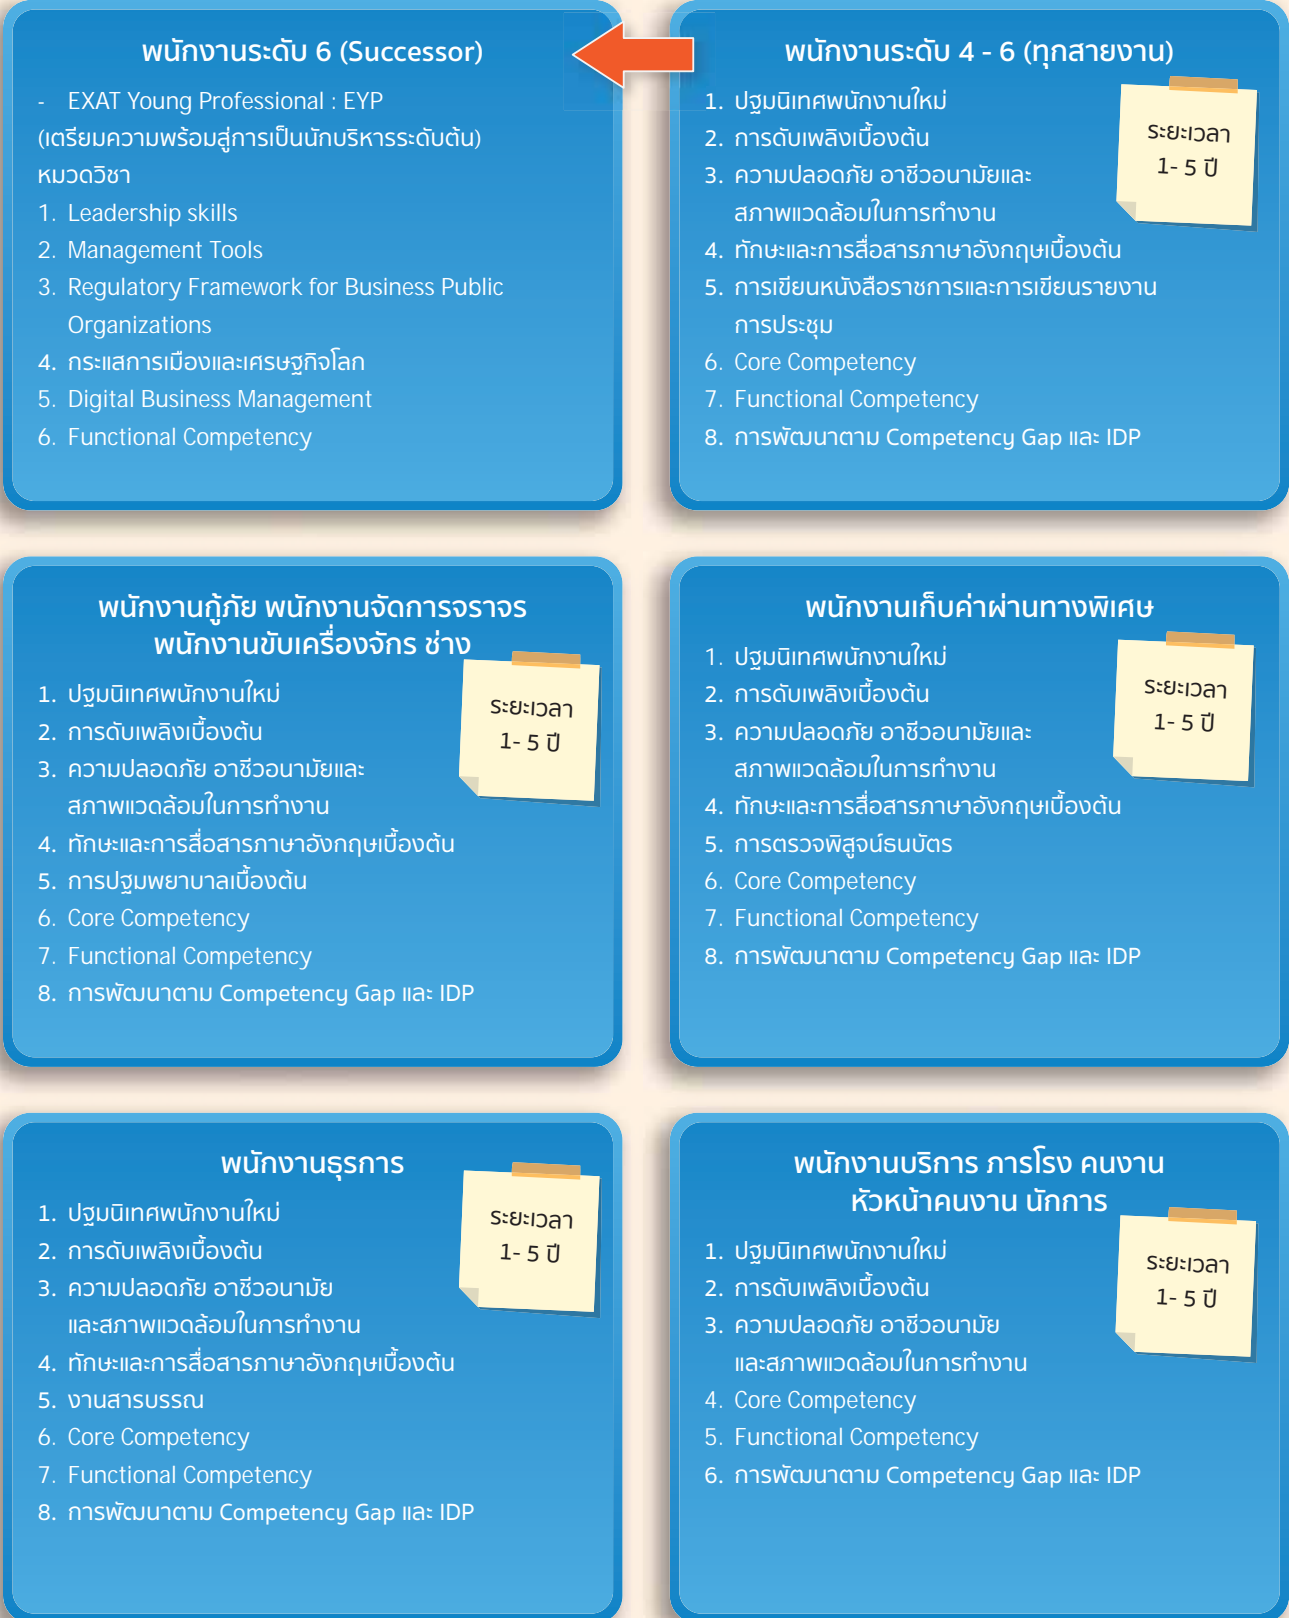 พนักงานระดับ 6 (Successor)
- EXAT Young Professional : EYP
(เตรียมความพร้อมสู่การเป็นนักบริหารระดับต้น)
หมวดวิชา
1. Leadership skills
2. Management Tools
3. Regulatory Framework for Business Public
Organizations
4. กระแสการเมืองและเศรษฐกิจโลก
5. Digital Business Management
6. Functional Competency
พนักงานระดับ 4 - 6 (ทุกสายงาน)
1. ปฐมนิเทศพนักงานใหม่
2. การดับเพลิงเบื้องต้น
3. ความปลอดภัย อาชีวอนามัยและ
สภาพแวดล้อมในการทำงาน
4. ทักษะและการสื่อสารภาษาอังกฤษเบื้องต้น
5. การเขียนหนังสือราชการและการเขียนรายงาน
การประชุม
6. Core Competency
7. Functional Competency
8. การพัฒนาตาม Competency Gap และ IDP
ระยะเวลา
1- 5 ปี
พนักงานกู้ภัย พนักงานจัดการจราจร
พนักงานขับเครื่องจักร ช่าง
1. ปฐมนิเทศพนักงานใหม่
2. การดับเพลิงเบื้องต้น
3. ความปลอดภัย อาชีวอนามัยและ
สภาพแวดล้อมในการทำงาน
4. ทักษะและการสื่อสารภาษาอังกฤษเบื้องต้น
5. การปฐมพยาบาลเบื้องต้น
6. Core Competency
7. Functional Competency
8. การพัฒนาตาม Competency Gap และ IDP
ระยะเวลา
1- 5 ปี
พนักงานเก็บค่าผ่านทางพิเศษ
1. ปฐมนิเทศพนักงานใหม่
2. การดับเพลิงเบื้องต้น
3. ความปลอดภัย อาชีวอนามัยและ
สภาพแวดล้อมในการทำงาน
4. ทักษะและการสื่อสารภาษาอังกฤษเบื้องต้น
5. การตรวจพิสูจน์ธนบัตร
6. Core Competency
7. Functional Competency
8. การพัฒนาตาม Competency Gap และ IDP
ระยะเวลา
1- 5 ปี
พนักงานธุรการ
1. ปฐมนิเทศพนักงานใหม่
2. การดับเพลิงเบื้องต้น
3. ความปลอดภัย อาชีวอนามัย
และสภาพแวดล้อมในการทำงาน
4. ทักษะและการสื่อสารภาษาอังกฤษเบื้องต้น
5. งานสารบรรณ
6. Core Competency
7. Functional Competency
8. การพัฒนาตาม Competency Gap และ IDP
ระยะเวลา
1- 5 ปี
พนักงานบริการ ภารโรง คนงาน
หัวหน้าคนงาน นักการ
1. ปฐมนิเทศพนักงานใหม่
2. การดับเพลิงเบื้องต้น
3. ความปลอดภัย อาชีวอนามัย
และสภาพแวดล้อมในการทำงาน
4. Core Competency
5. Functional Competency
6. การพัฒนาตาม Competency Gap และ IDP
ระยะเวลา
1- 5 ปี